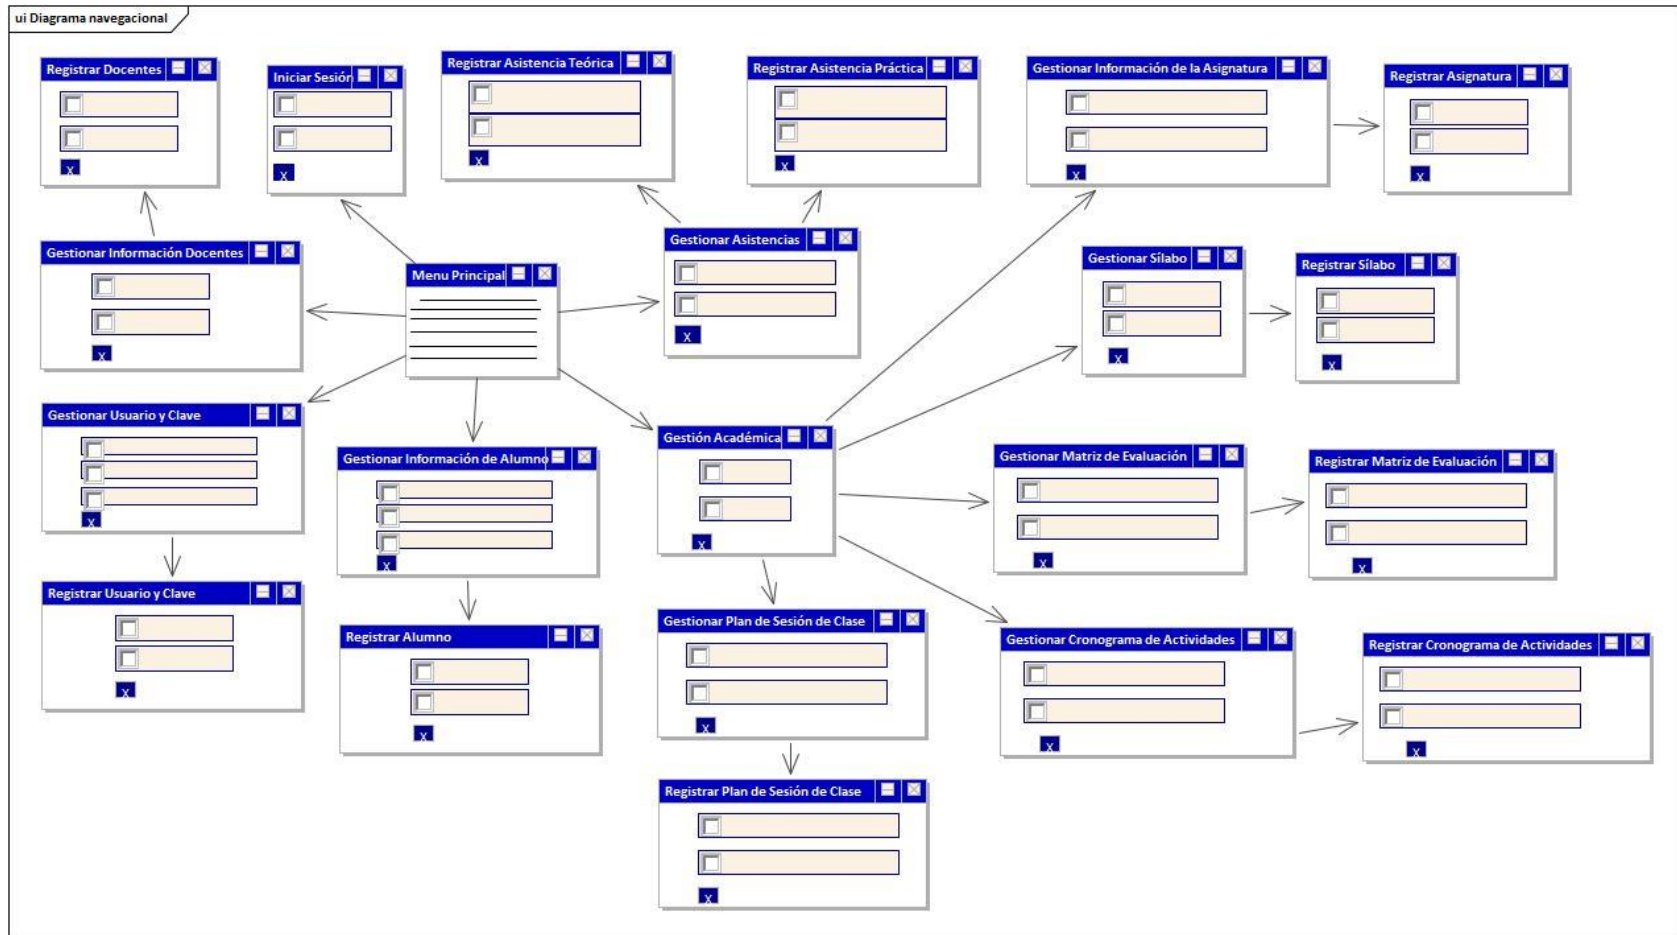 ui Diagrama navegacional
Registrar Docentes
Iniciar Sesión
Registrar Asistencia Teórica
Registrar Asistencia Práctica
Gestionar Información de la Asignatura
Registrar Asignatura
x
x
x
x
x
x
Gestionar Información Docentes
Menu Principal
Gestionar Asistencias
Gestionar Sílabo
Registrar Sílabo
x
x
x
x
Gestionar Usuario y Clave
Gestionar Información de Alumno
Gestión Académica
Gestionar Matriz de Evaluación
Registrar Matriz de Evaluación
x
x
x
x
x
Registrar Usuario y Clave
Registrar Alumno
Gestionar Plan de Sesión de Clase
Gestionar Cronograma de Actividades
Registrar Cronograma de Actividades
x
x
x
x
x
Registrar Plan de Sesión de Clase
x